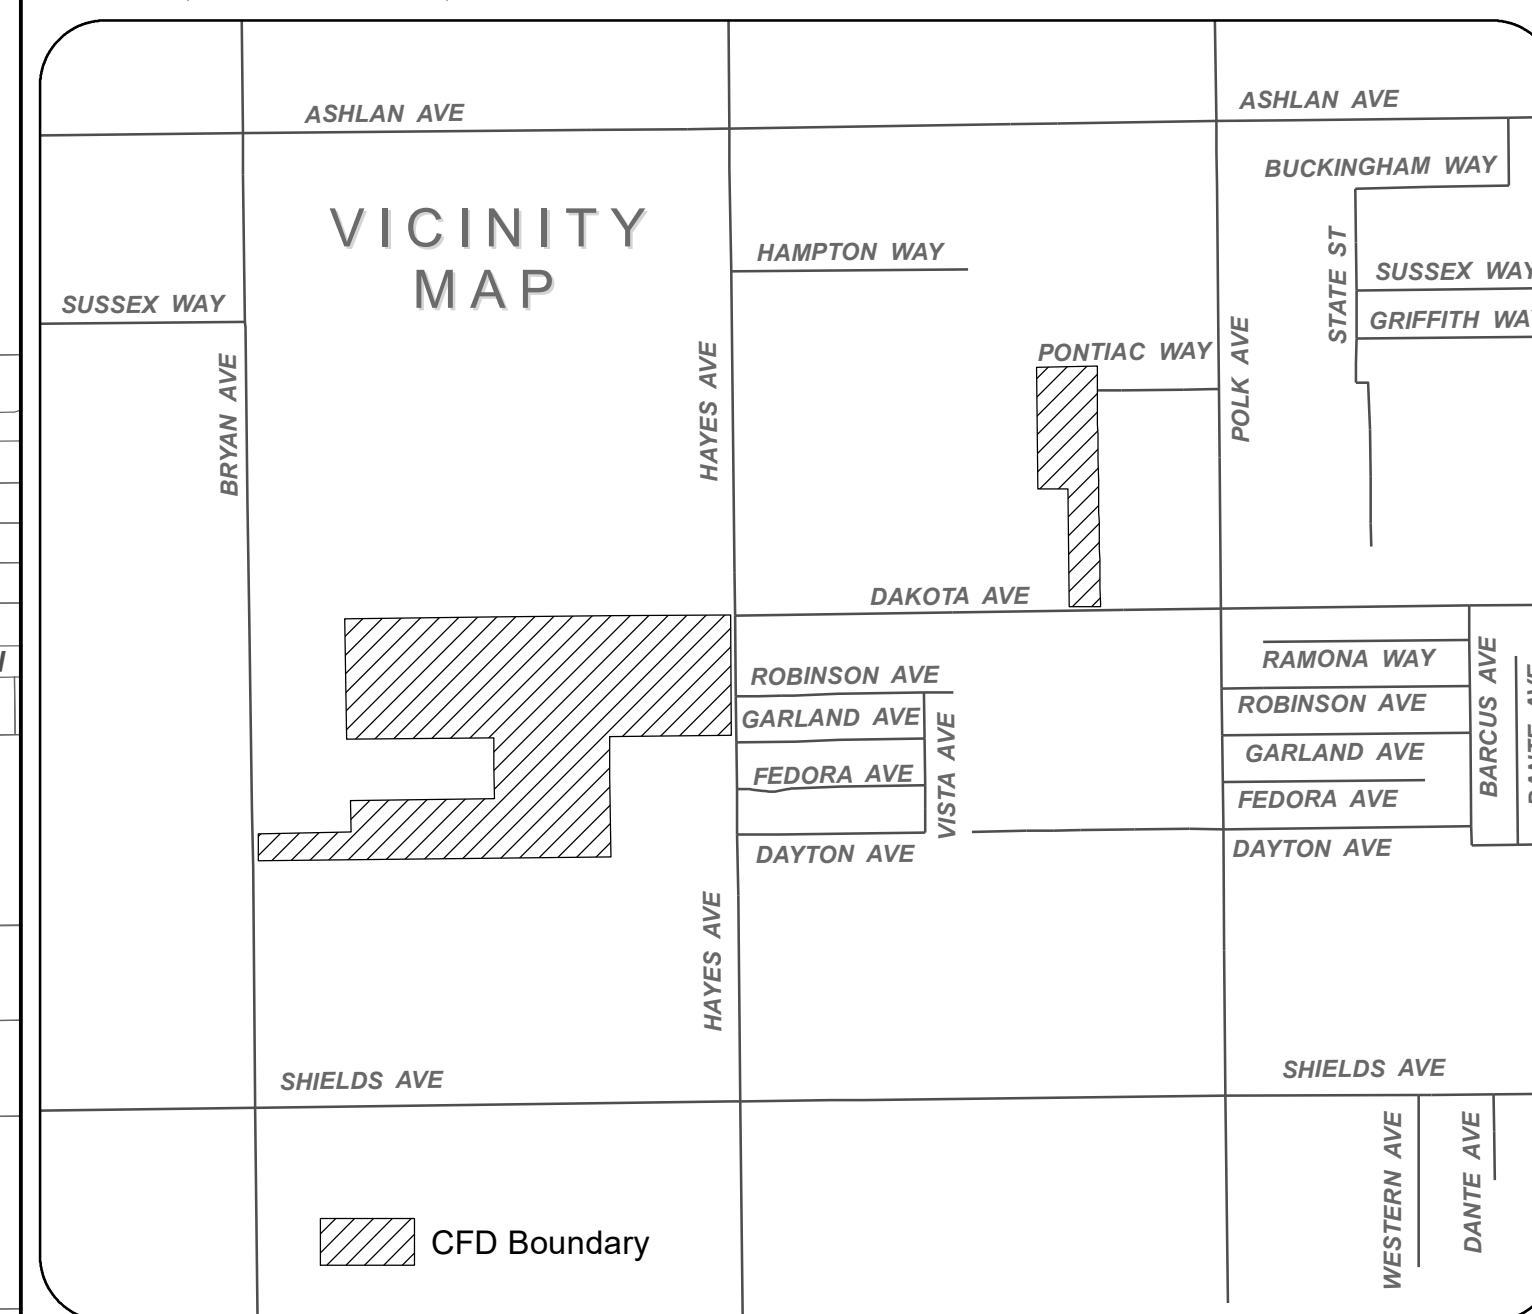 ASHLAN AVE
ASHLAN AVE
BUCKINGHAM WAY
VICINITY
MAP
HAMPTON WAY
STATE ST
SUSSEX WAY
SUSSEX WAY
GRIFFITH WA
PONTIAC WAY
BRYAN AVE
HAYES AVE
POLK AVE
DAKOTA AVE
ROBINSON AVE
RAMONA WAY
BARCUS AVE
GARLAND AVE
ROBINSON AVE
VISTA AVE
FEDORA AVE
GARLAND AVE
FEDORA AVE
DAYTON AVE
DAYTON AVE
HAYES AVE
SHIELDS AVE
SHIELDS AVE
WESTERN AVE
DANTE AVE
CFD Boundary